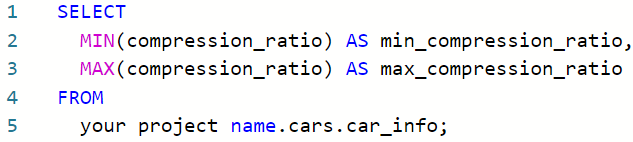 1 SELECT
2 MIN(compression_ratio) AS min_compression_ratio,
3 MAX(compression_ratio) AS max_compression_ratio
4 FROM
5 your project name.cars.car_info;